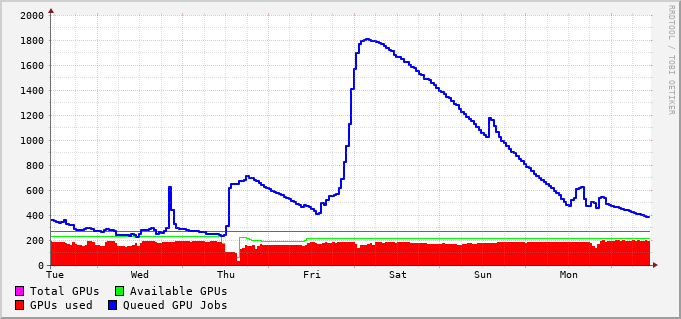 2000
1800
1600
1400
1200
1000
800
600
400
200
0
Tue Wed Thu Fri Sat Sun Mon
Total GPUs Available GPUs
GPUs used Queued GPU Jobs
RRDTOOL / TOBI OETIKER